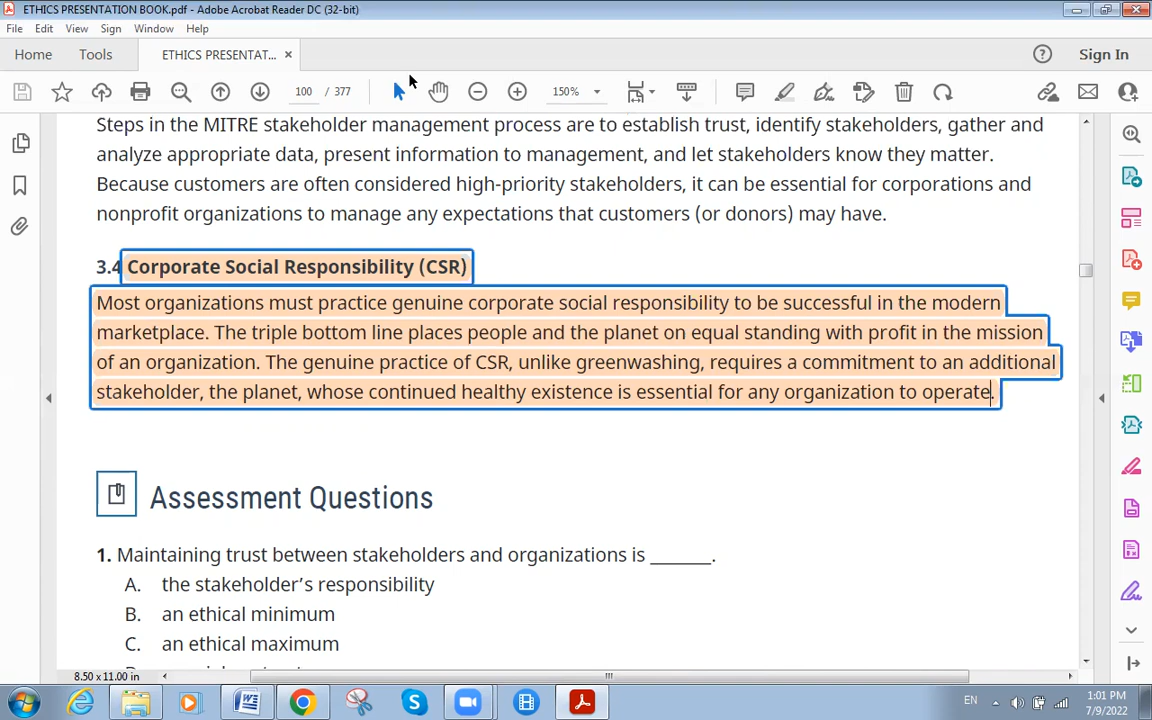 ETHICS PRESENTATION BOOK.pdf - Adobe Acrobat Reader DC (32-bit)
File Edit View Sign Window Help
Home Tools ETHICS PRESENTAT... × Sign In
100 / 377 150%
Steps in the MITRE stakeholder management process are to establish trust, identify stakeholders, gather and
analyze appropriate data, present information to management, and let stakeholders know they matter.
Because customers are often considered high-priority stakeholders, it can be essential for corporations and
nonprofit organizations to manage any expectations that customers (or donors) may have.
3.4 Corporate Social Responsibility (CSR)
Most organizations must practice genuine corporate social responsibility to be successful in the modern
marketplace. The triple bottom line places people and the planet on equal standing with profit in the mission
of an organization. The genuine practice of CSR, unlike greenwashing, requires a commitment to an additional
stakeholder, the planet, whose continued healthy existence is essential for any organization to operate.
Assessment Questions
1. Maintaining trust between stakeholders and organizations is ______.
A. the stakeholder's responsibility
B. an ethical minimum
C. an ethical maximum
8.50 x 11.00 in
EN 1:01 PM
7/9/2022